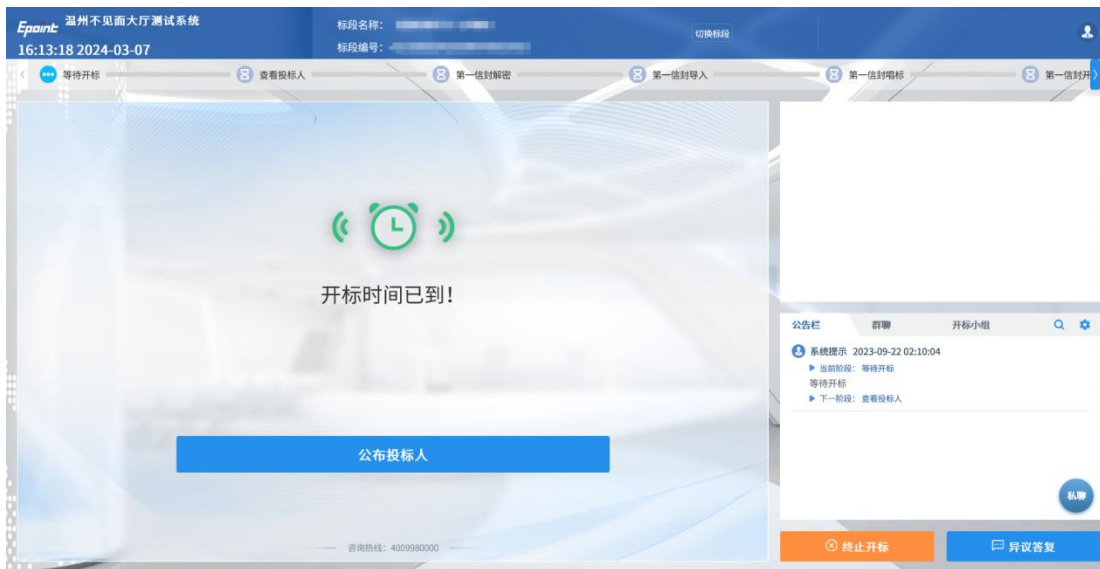 Epoint 温州不见面大厅测试系统
16:13:18 2024-03-07
标段名称：
标段编号：
切换标段
等待开标
查看投标人
第一信封解密
第一信封导入
第一信封唱标
第一信封开
开标时间已到！
公布投标人
咨询热线：4009980000
公告栏 群聊 开标小组
系统提示 2023-09-22 02:10:04
当前阶段：等待开标
等待开标
下一阶段：查看投标人
私聊
终止开标
异议答复